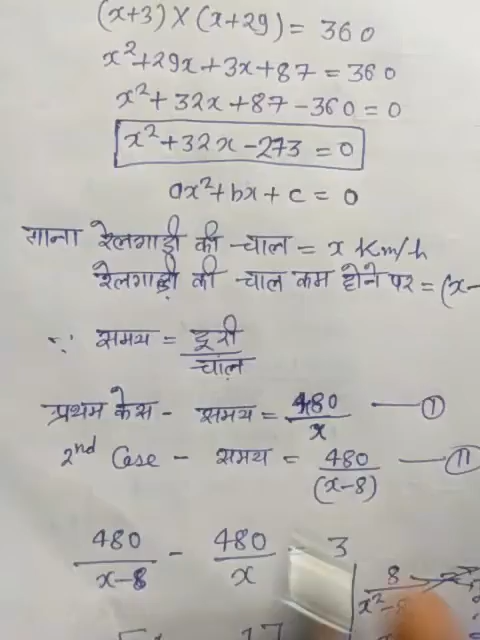 (x+3) × (x+29) = 360
x²+29x+3x+87 = 360
x²+32x+87-360 = 0
x²+32x-273 = 0
ax²+bx+c = 0
माना रेलगाड़ी की चाल = x km/h
रेलगाड़ी की चाल कम होने पर = (x-
∵ समय = दूरी/चाल
प्रथम केस - समय = 480/x — ①
2nd Case - समय = 480/(x-8) — ⑪
480/(x-8) - 480/x 3
8/x²-